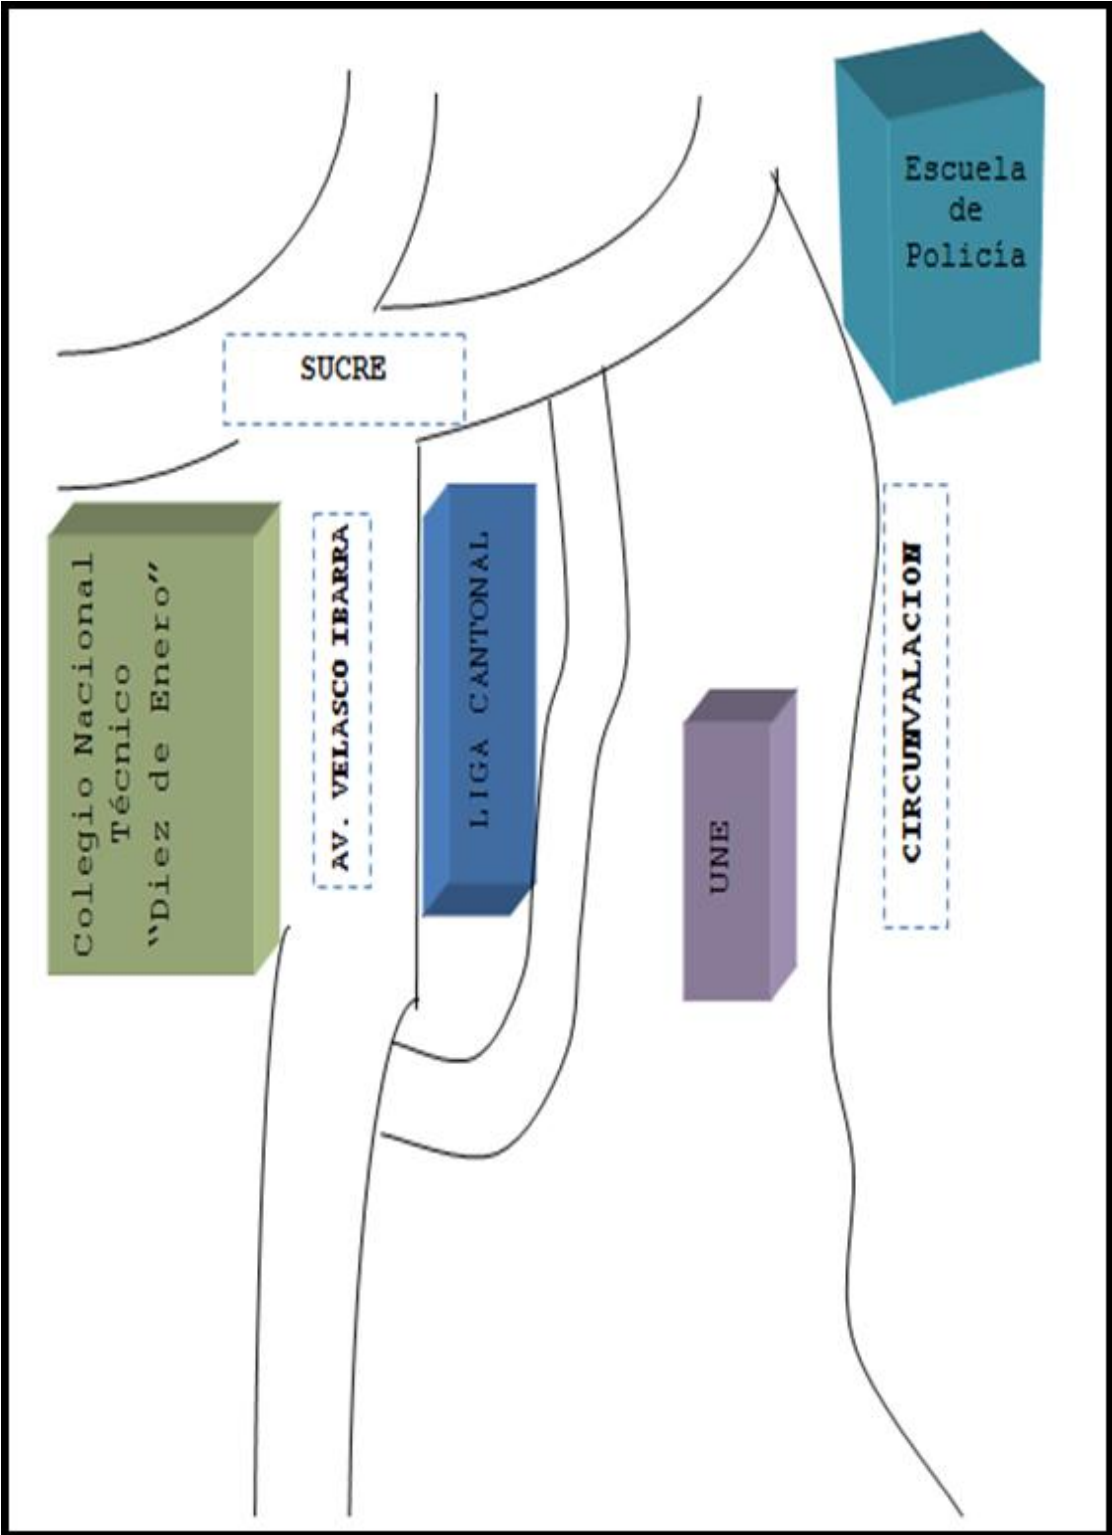 Escuela
de
Policía
SUCRE
Colegio Nacional
Técnico
“Diez de Enero”
AV. VELASCO IBARRA
LIGA CANTONAL
UNE
CIRCUNVALACION